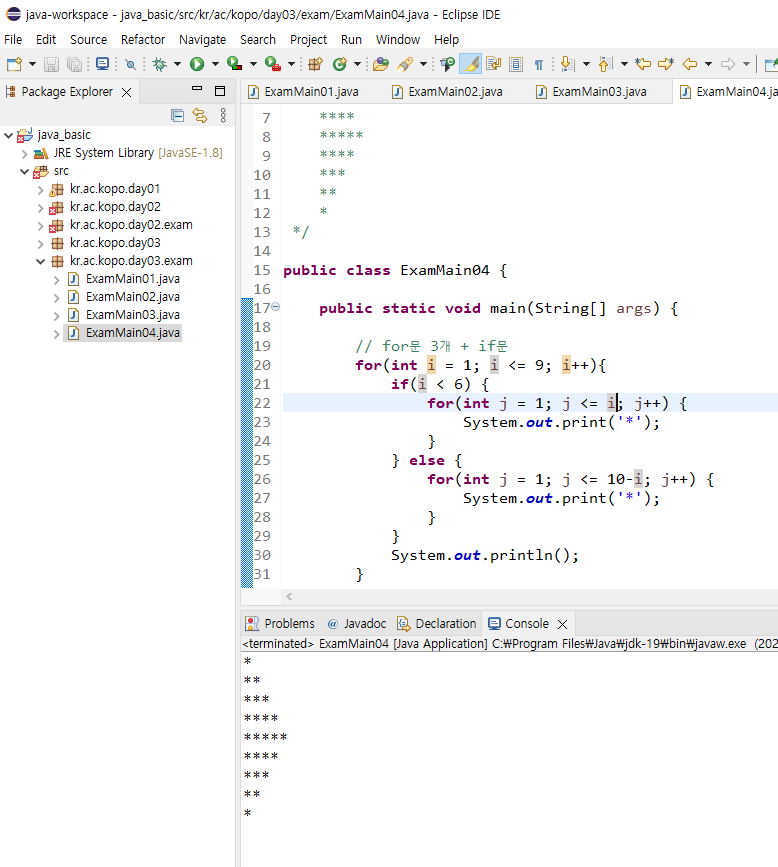 java-workspace - java_basic/src/kr/ac/kopo/day03/exam/ExamMain04.java - Eclipse IDE
File Edit Source Refactor Navigate Search Project Run Window Help
Package Explorer
java_basic
JRE System Library [JavaSE-1.8]
src
kr.ac.kopo.day01
kr.ac.kopo.day02
kr.ac.kopo.day02.exam
kr.ac.kopo.day03
kr.ac.kopo.day03.exam
ExamMain01.java
ExamMain02.java
ExamMain03.java
ExamMain04.java
ExamMain01.java ExamMain02.java ExamMain03.java ExamMain04.ja
7 ****
8 *****
9 ****
10 ***
11 **
12 *
13 */
14
15 public class ExamMain04 {
16
17 public static void main(String[] args) {
18
19 // for문 3개 + if문
20 for(int i = 1; i <= 9; i++){
21 if(i < 6) {
22 for(int j = 1; j <= i; j++) {
23 System.out.print('*');
24 }
25 } else {
26 for(int j = 1; j <= 10-i; j++) {
27 System.out.print('*');
28 }
29 }
30 System.out.println();
31 }
Problems Javadoc Declaration Console
<terminated> ExamMain04 [Java Application] C:₩Program Files₩Java₩jdk-19₩bin₩javaw.exe (202
*
**
***
****
*****
****
***
**
*